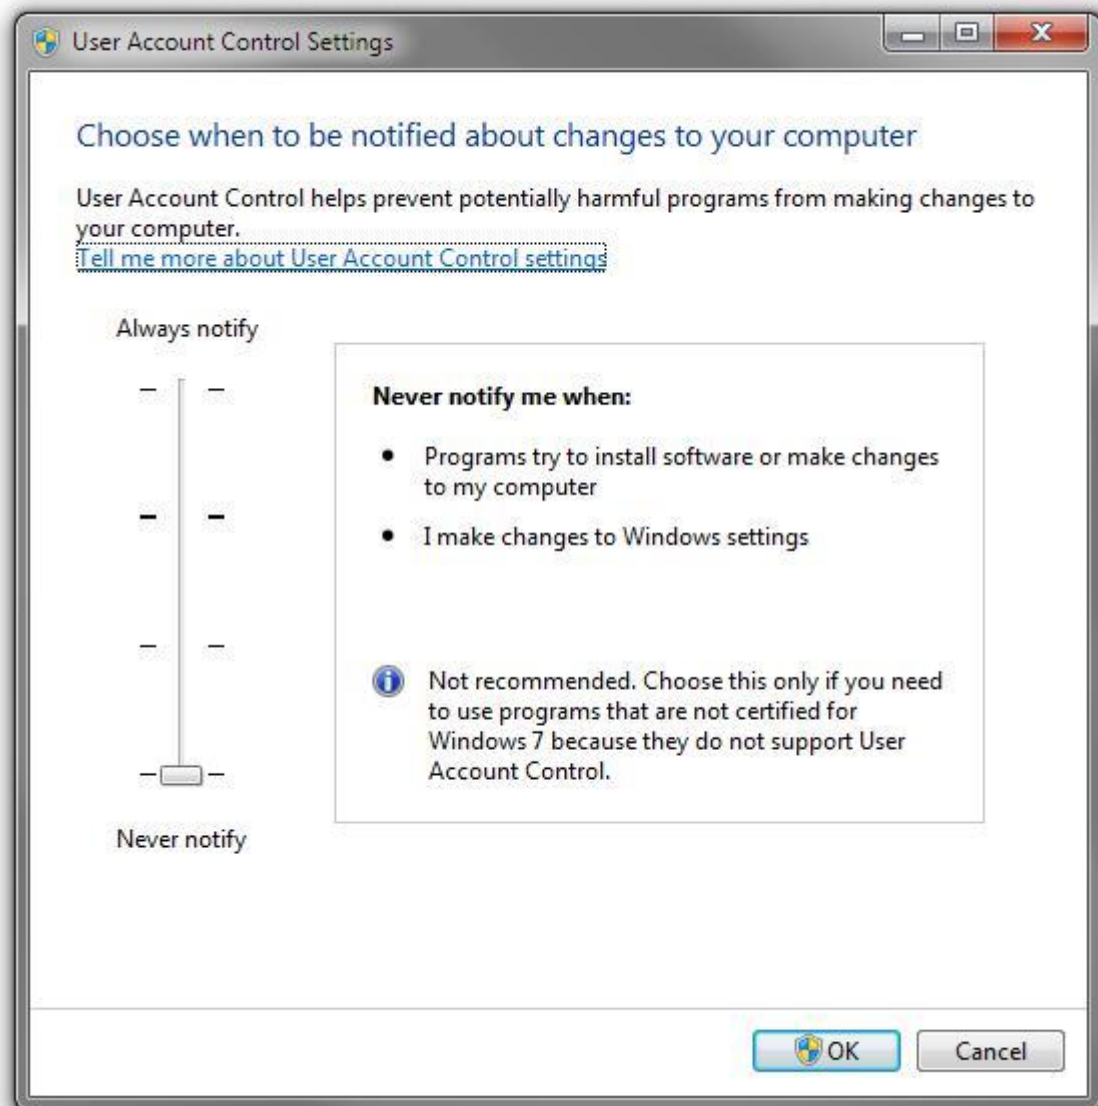 User Account Control Settings
Choose when to be notified about changes to your computer
User Account Control helps prevent potentially harmful programs from making changes to
your computer.
Tell me more about User Account Control settings
Always notify
Never notify me when:
• Programs try to install software or make changes
to my computer
• I make changes to Windows settings
Not recommended. Choose this only if you need
to use programs that are not certified for
Windows 7 because they do not support User
Account Control.
Never notify
OK
Cancel